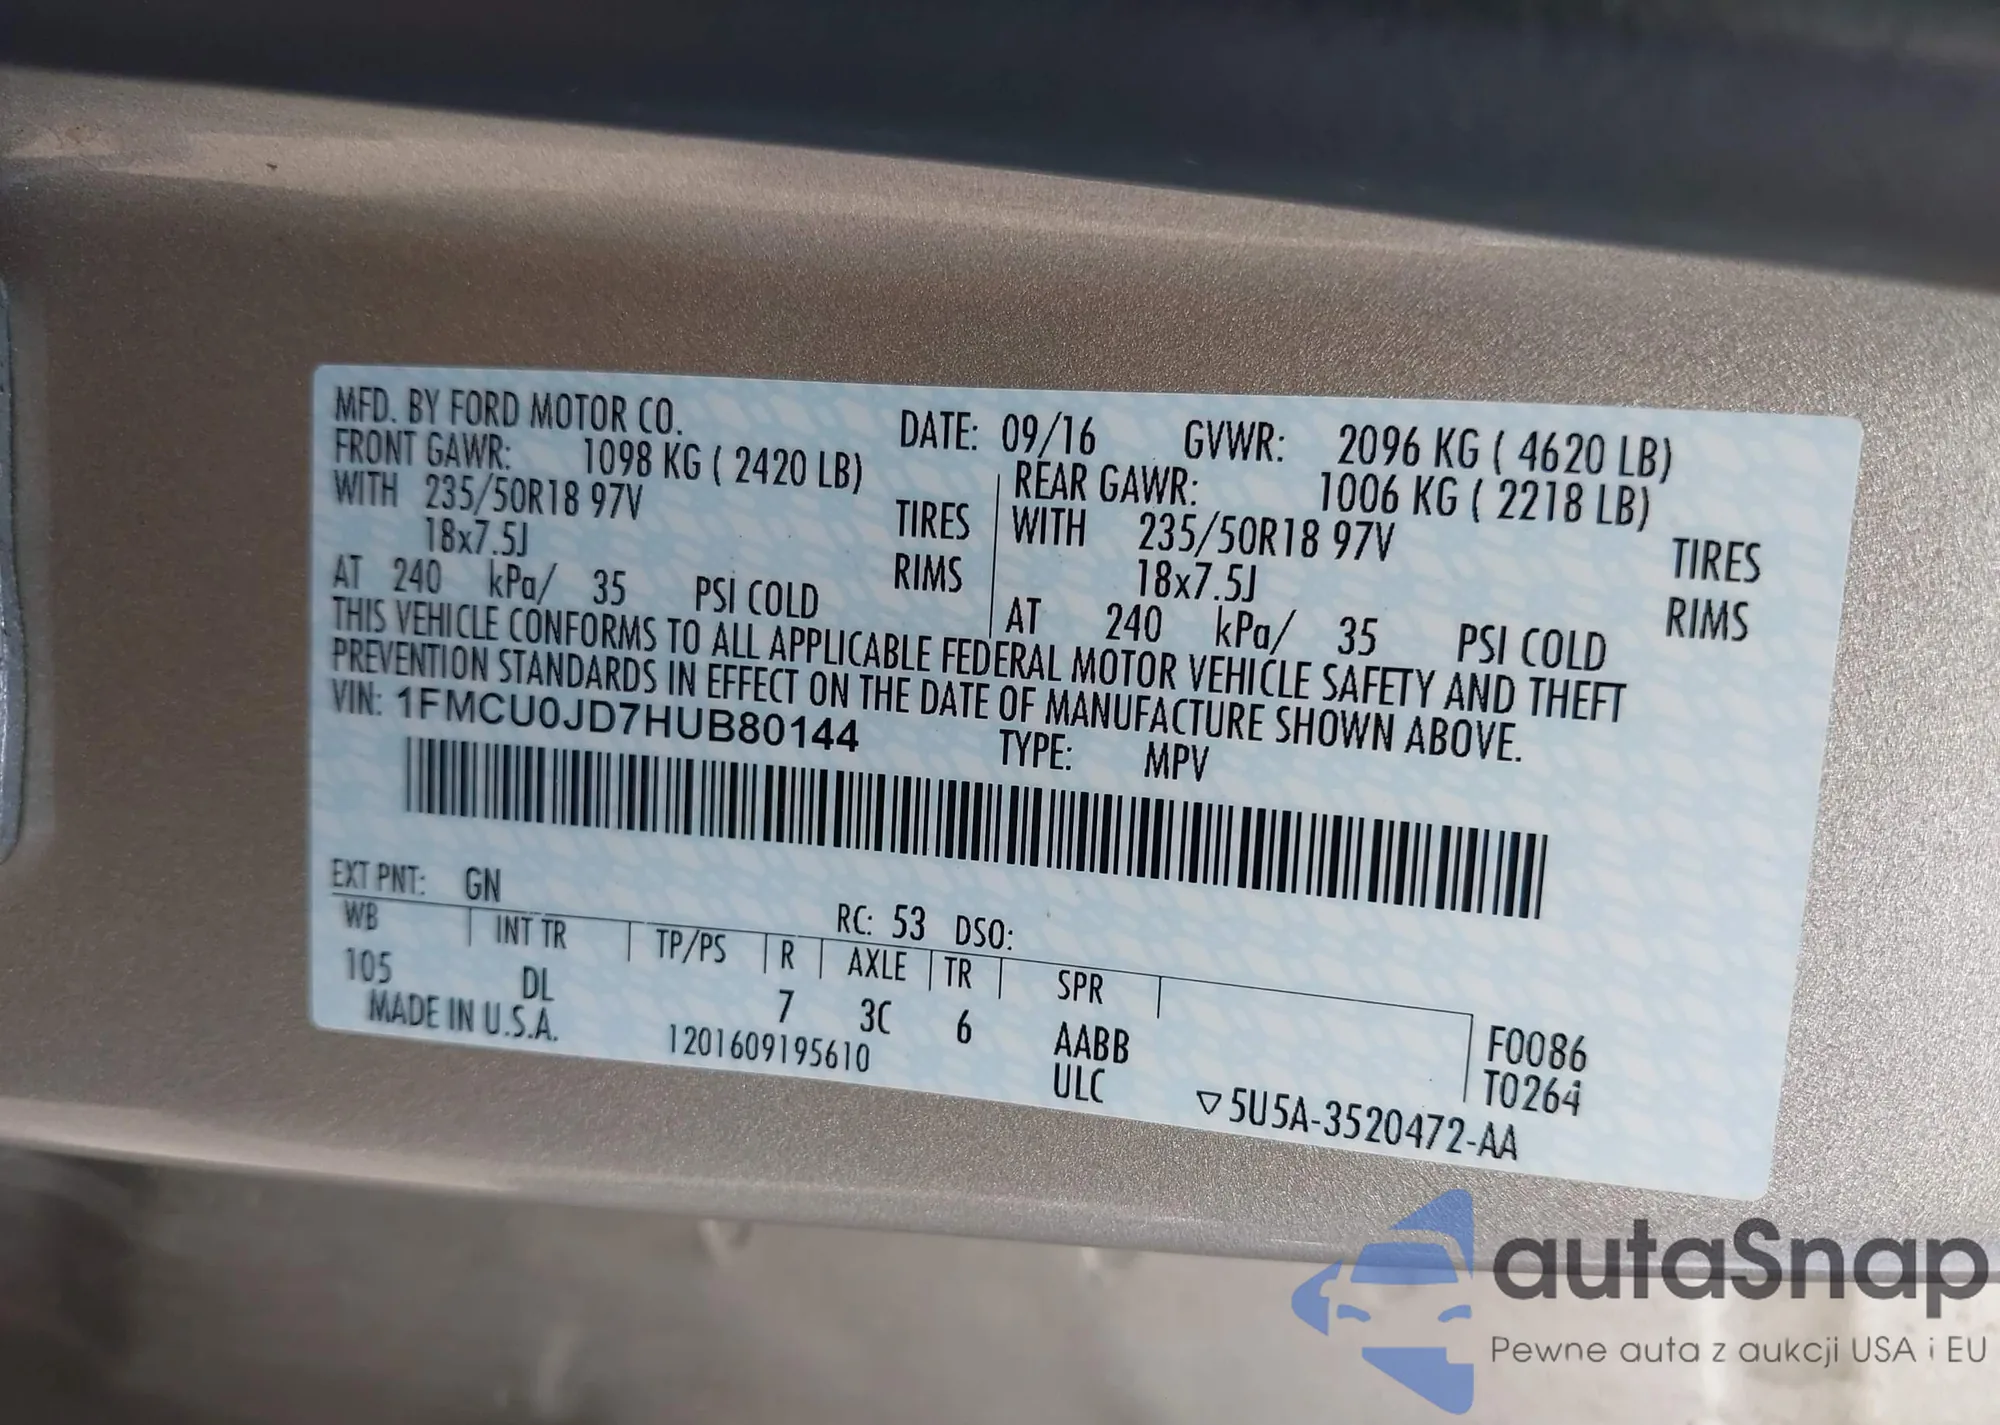 MFD. BY FORD MOTOR CO. DATE: 09/16 GVWR: 2096 KG ( 4620 LB)
FRONT GAWR: 1098 KG ( 2420 LB) REAR GAWR: 1006 KG ( 2218 LB)
WITH 235/50R18 97V TIRES WITH 235/50R18 97V TIRES
18x7.5J RIMS 18x7.5J RIMS
AT 240 kPa/ 35 PSI COLD AT 240 kPa/ 35 PSI COLD
THIS VEHICLE CONFORMS TO ALL APPLICABLE FEDERAL MOTOR VEHICLE SAFETY AND THEFT
PREVENTION STANDARDS IN EFFECT ON THE DATE OF MANUFACTURE SHOWN ABOVE.
VIN: 1FMCU0JD7HUB80144 TYPE: MPV
EXT PNT: GN RC: 53 DSO:
WB INT TR TP/PS R AXLE TR SPR
105 DL 7 3C 6 AABB F0086
MADE IN U.S.A. 1201609195610 ULC T0264
▽5U5A-3520472-AA
autaSnap
Pewne auta z aukcji USA i EU